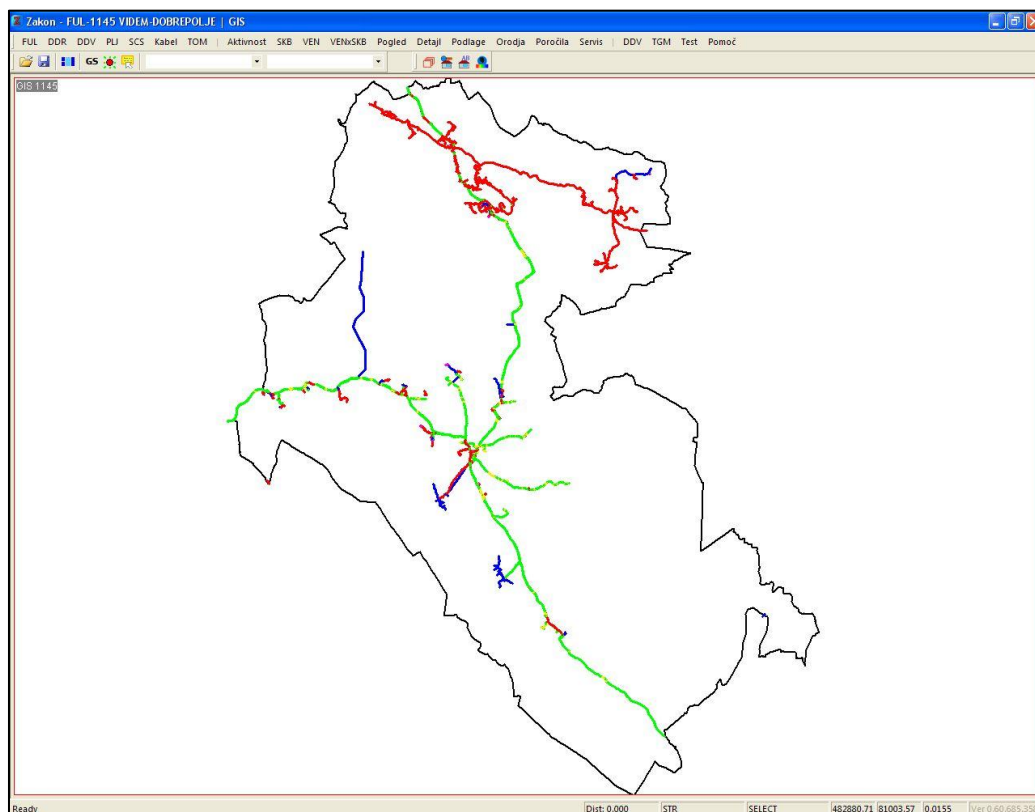 Zakon - FUL-1145 VIDEM-DOBREPOLJE | GIS
FUL DDR DDV PLJ SCS Kabel TOM | Aktivnost SKB VEN VENxSKB Pogled Detajl Podlage Orodja Poročila Servis | DDV TGM Test Pomoč
GS
GIS 1145
Ready Dist: 0.000 STR SELECT 482880.71 81003.57 0.0155